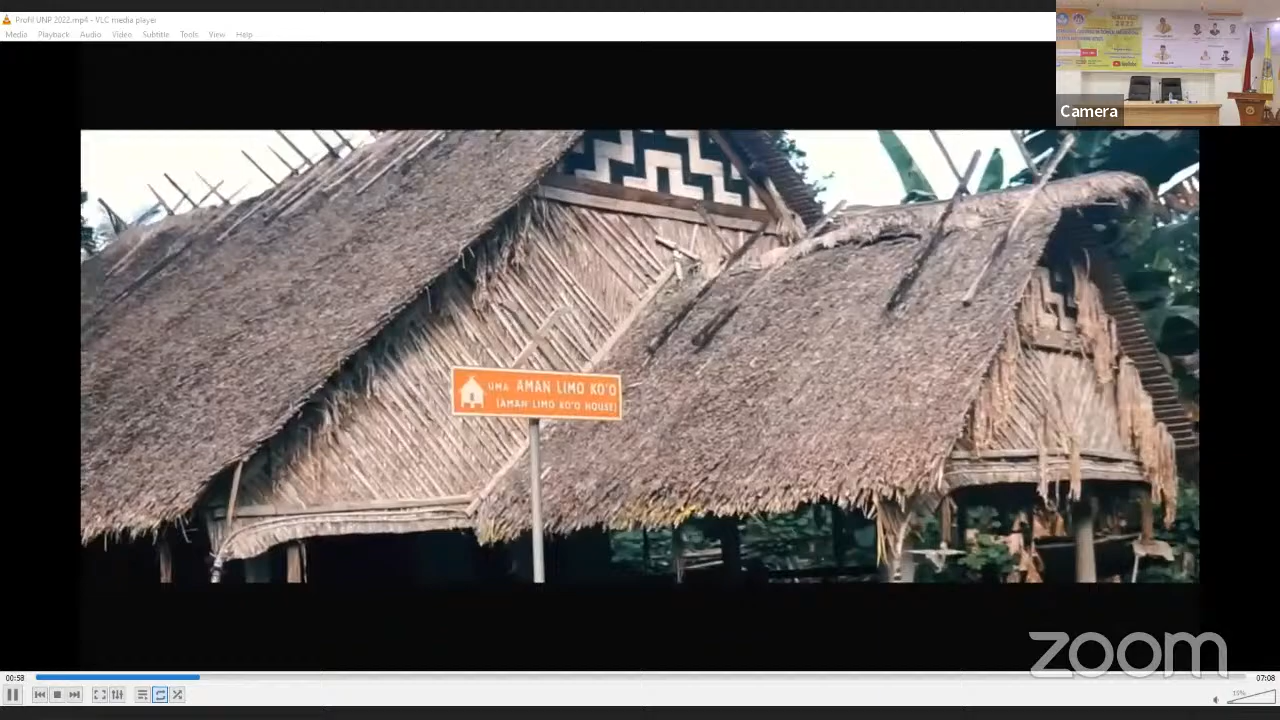 Profil UNP 2022.mp4 - VLC media player
Media Playback Audio Video Subtitle Tools View Help
Camera
UMA AMAN LIMO KO'O
(AMAN LIMO KO'O HOUSE)
zoom
00:58
07:08
15%